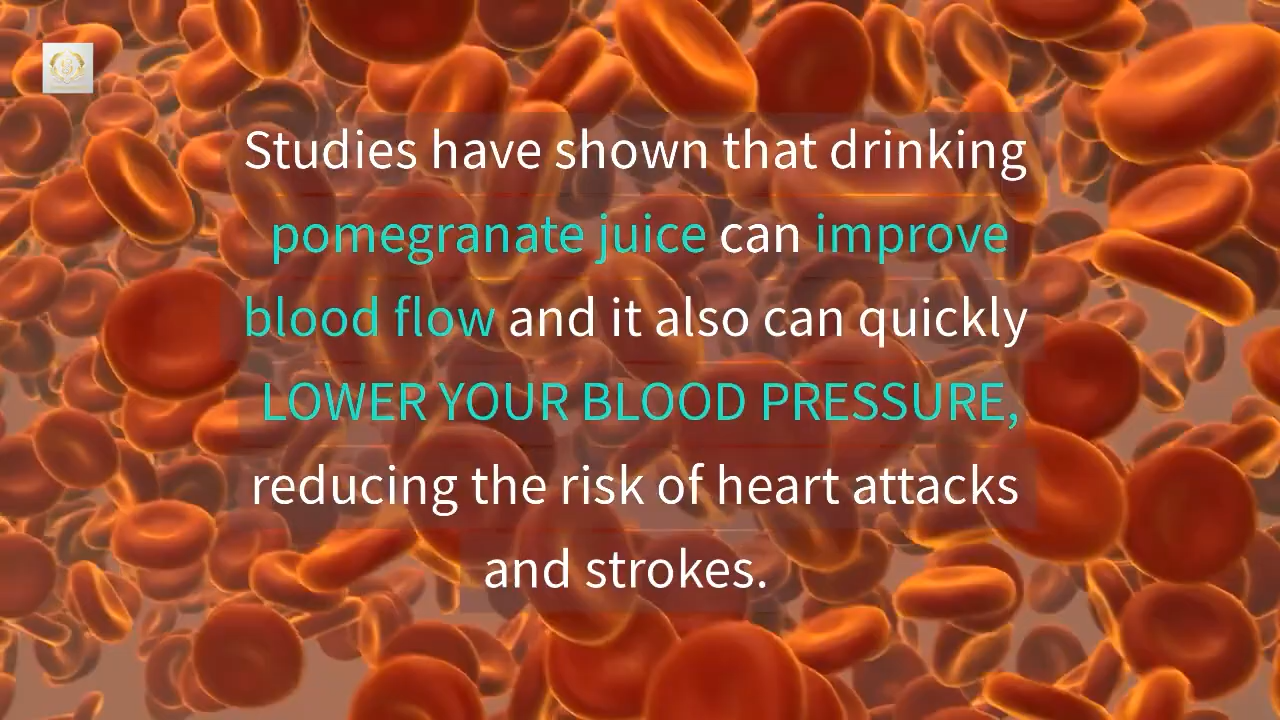 Studies have shown that drinking
pomegranate juice can improve
blood flow and it also can quickly
LOWER YOUR BLOOD PRESSURE,
reducing the risk of heart attacks
and strokes.